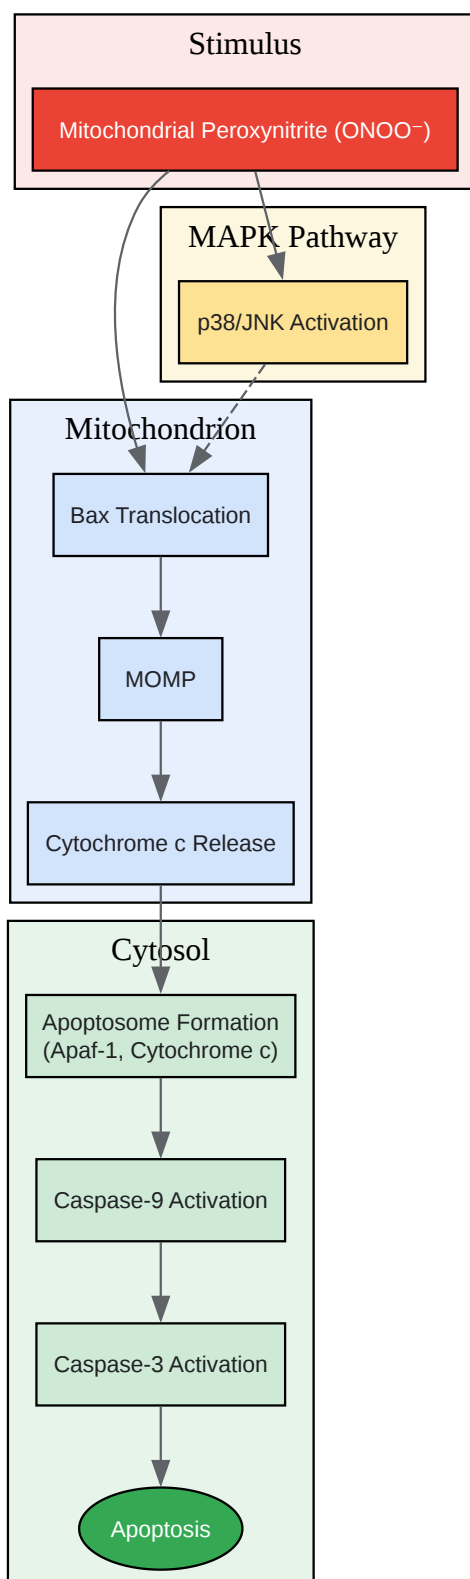 Stimulus
Mitochondrial Peroxynitrite (ONOO⁻)
MAPK Pathway
p38/JNK Activation
Mitochondrion
Bax Translocation
MOMP
Cytochrome c Release
Cytosol
Apoptosome Formation
(Apaf-1, Cytochrome c)
Caspase-9 Activation
Caspase-3 Activation
Apoptosis